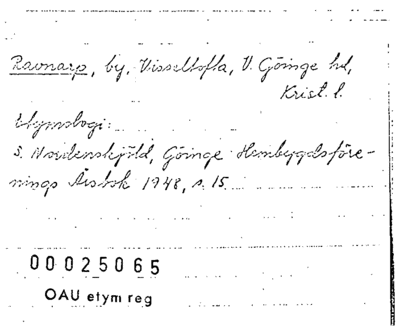 Ravnarp, by, Visseltofta, V. Göinge hd,
Krist. l.
Etymologi:
S. Nordenskjöld, Göinge Hembygdsföre-
nings Årsbok 1948, s. 15.
00025065
OAU etym reg